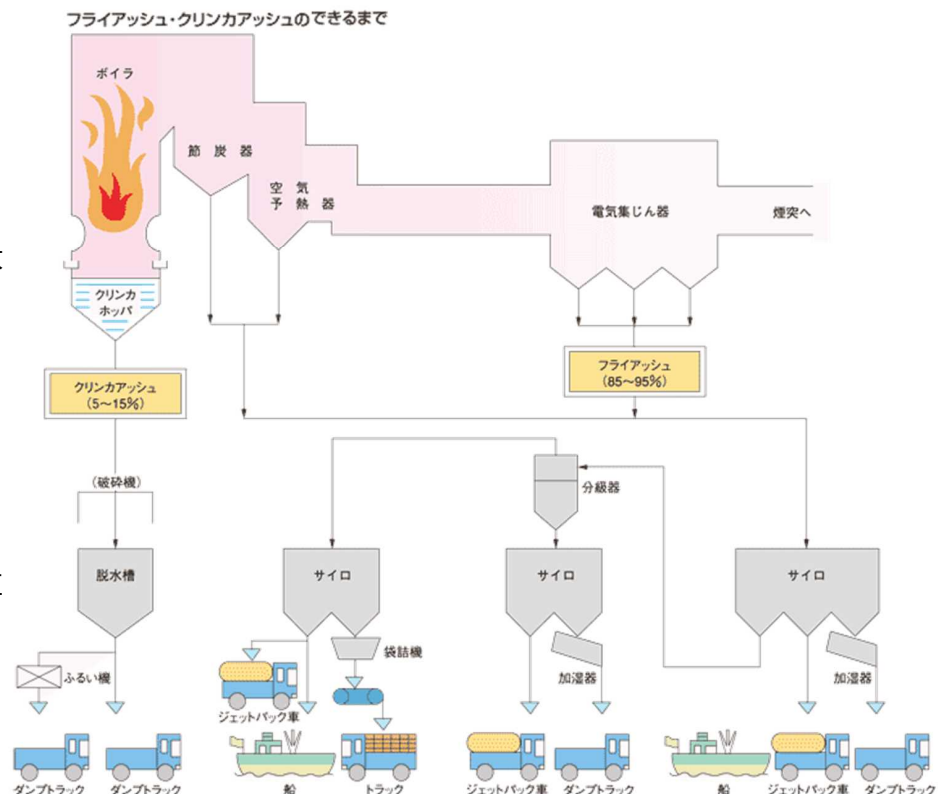 フライアッシュ・クリンカアッシュのできるまで
ボイラ
節炭器
空気
予熱器
電気集じん器
煙突へ
クリンカ
ホッパ
クリンカアッシュ
(5～15%)
フライアッシュ
(85～95%)
(破砕機)
分級器
脱水槽
サイロ
サイロ
サイロ
ふるい機
袋詰機
加湿器
加湿器
ジェットパック車
ダンプトラック
ダンプトラック
船
トラック
ジェットパック車
ダンプトラック
船
ジェットパック車
ダンプトラック